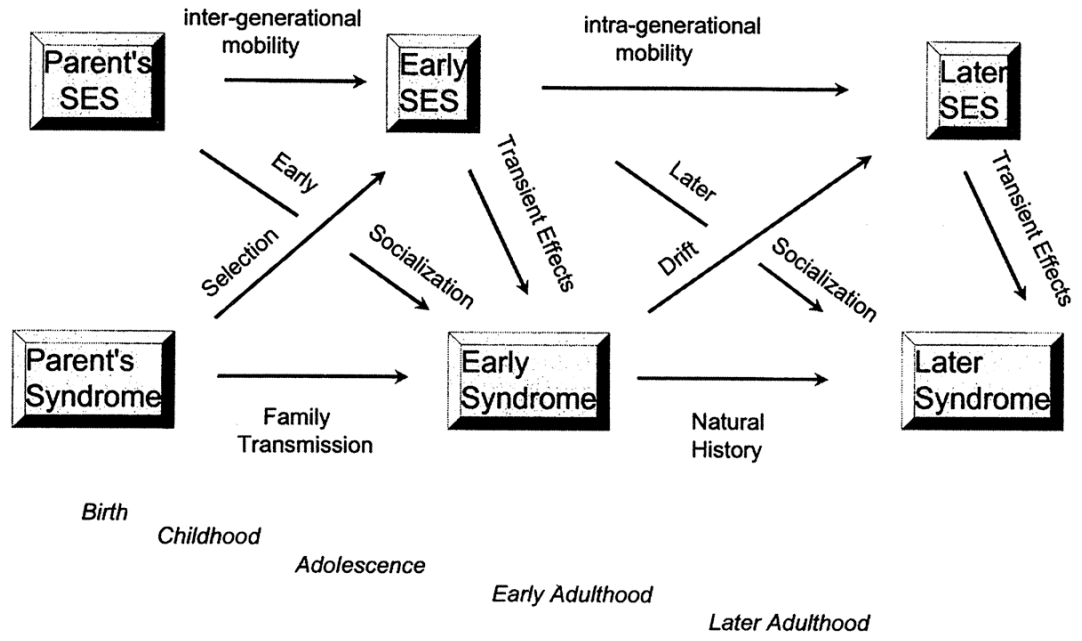 inter-generational
mobility
intra-generational
mobility
Parent's
SES
Early
SES
Later
SES
Early
Socialization
Selection
Transient Effects
Later
Socialization
Drift
Transient Effects
Parent's
Syndrome
Early
Syndrome
Later
Syndrome
Family
Transmission
Natural
History
Birth
Childhood
Adolescence
Early Adulthood
Later Adulthood